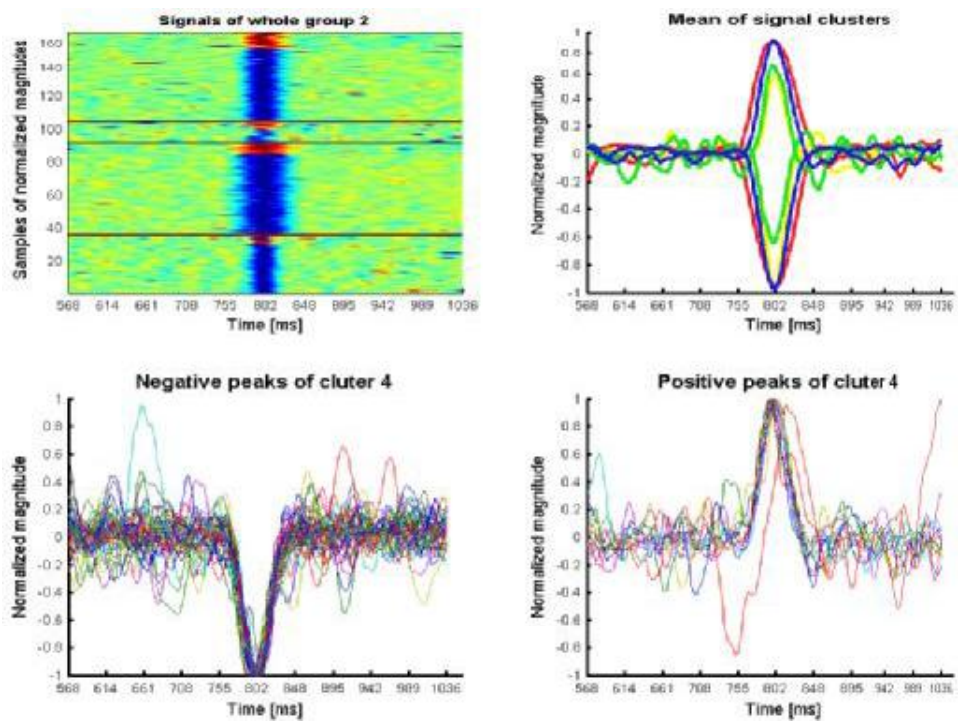 Signals of whole group 2
Samples of normalized magnitudes
160
140
120
100
80
60
40
20
568 614 661 708 755 802 848 895 942 989 1036
Time [ms]
Mean of signal clusters
Normalized magnitude
1
0.8
0.6
0.4
0.2
0
-0.2
-0.4
-0.6
-0.8
-1
568 614 661 708 755 802 848 895 942 989 1036
Time [ms]
Negative peaks of cluter 4
Normalized magnitude
1
0.8
0.6
0.4
0.2
0
-0.2
-0.4
-0.6
-0.8
-1
568 614 661 708 755 802 848 895 942 989 1036
Time [ms]
Positive peaks of cluter 4
Normalized magnitude
1
0.8
0.6
0.4
0.2
0
-0.2
-0.4
-0.6
-0.8
-1
568 614 661 708 755 802 848 895 942 989 1036
Time [ms]